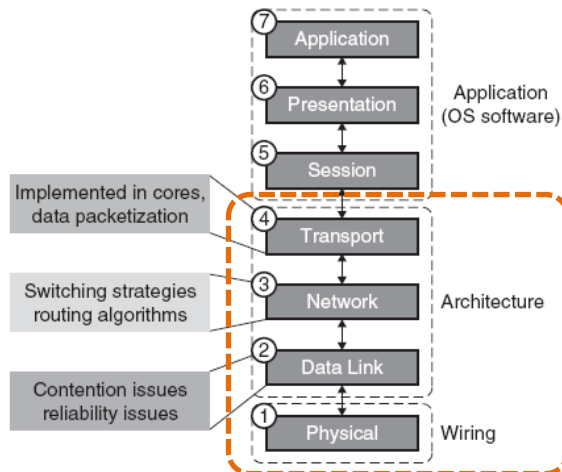 7
Application
6
Presentation
Application
(OS software)
5
Session
Implemented in cores,
data packetization
4
Transport
3
Switching strategies
routing algorithms
Network
Architecture
2
Data Link
Contention issues
reliability issues
1
Physical
Wiring